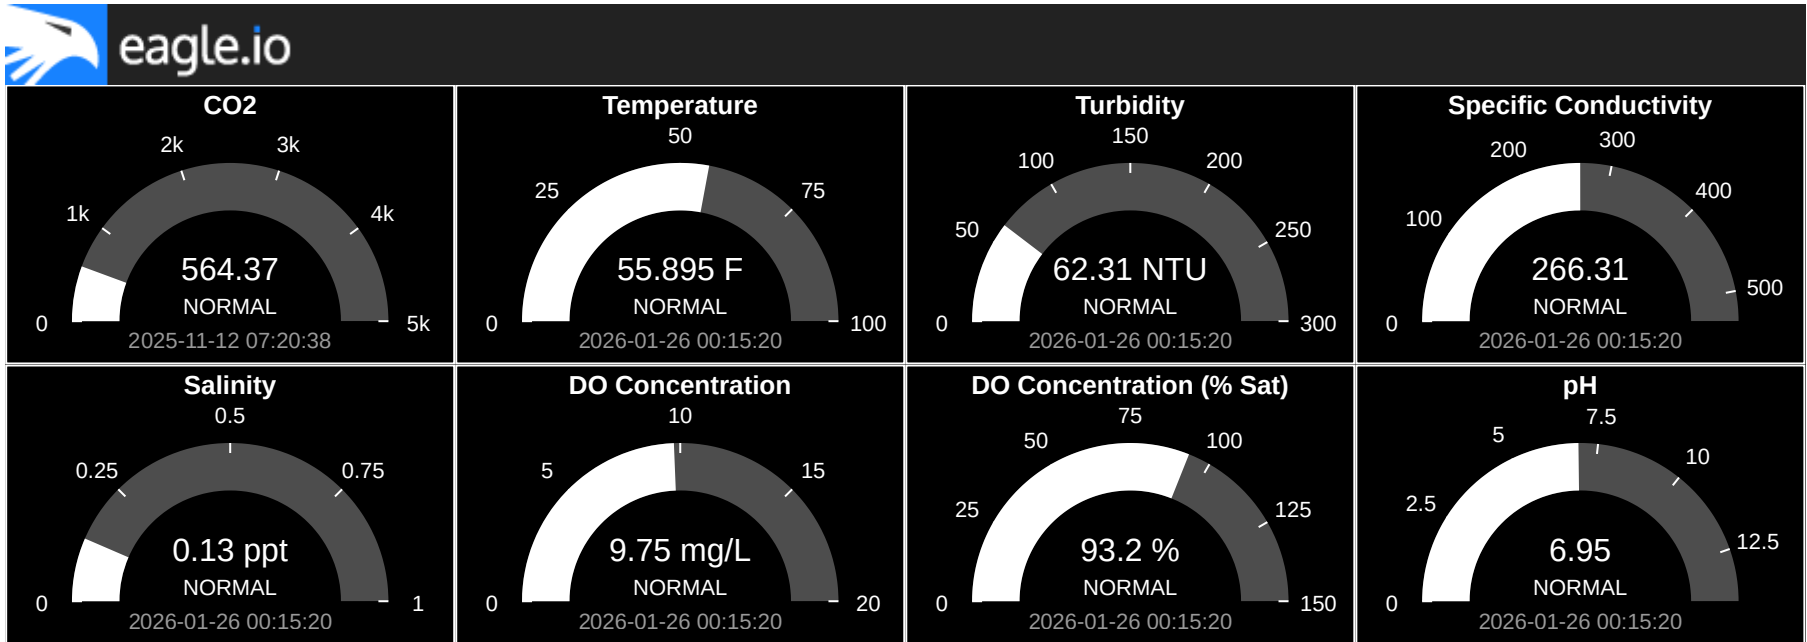 eagle.io
CO2
0
1k
2k
3k
4k
5k
564.37
NORMAL
2025-11-12 07:20:38
Temperature
0
25
50
75
100
55.895 F
NORMAL
2026-01-26 00:15:20
Turbidity
0
50
100
150
200
250
300
62.31 NTU
NORMAL
2026-01-26 00:15:20
Specific Conductivity
0
100
200
300
400
500
266.31
NORMAL
2026-01-26 00:15:20
Salinity
0
0.25
0.5
0.75
1
0.13 ppt
NORMAL
2026-01-26 00:15:20
DO Concentration
0
5
10
15
20
9.75 mg/L
NORMAL
2026-01-26 00:15:20
DO Concentration (% Sat)
0
25
50
75
100
125
150
93.2 %
NORMAL
2026-01-26 00:15:20
pH
0
2.5
5
7.5
10
12.5
6.95
NORMAL
2026-01-26 00:15:20